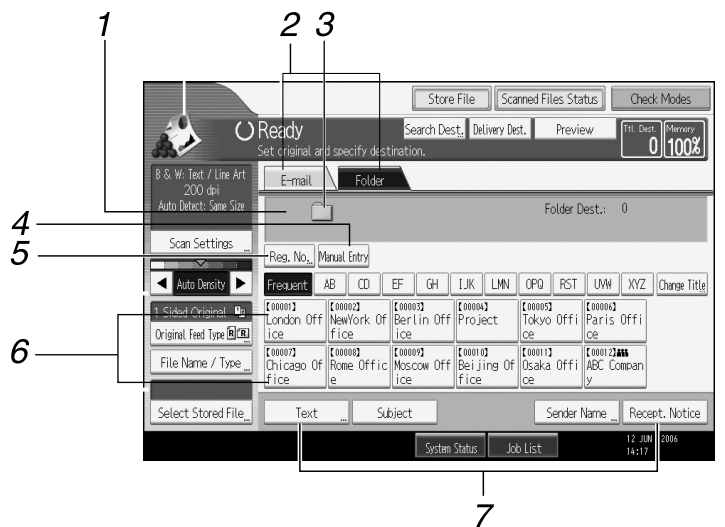 1 2 3
Store File Scanned Files Status Check Modes
Ready Search Dest. Delivery Dest. Preview Ttl. Dest. 0 Memory 100%
Set original and specify destination.
B & W: Text / Line Art
200 dpi
Auto Detect: Same Size
E-mail Folder
Folder Dest.: 0
4
5
Scan Settings
Reg. No. Manual Entry
Auto Density
Frequent AB CD EF GH IJK LMN OPQ RST UVW XYZ Change Title
6
1 Sided Original
Original Feed Type
File Name / Type
[00001] [00002] [00003] [00004] [00005] [00006]
London Off NewYork Of Berlin Off Project Tokyo Offi Paris Offi
ice fice ice ce ce
[00007] [00008] [00009] [00010] [00011] [00012]
Chicago Of Rome Offic Moscow Off Beijing Of Osaka Offi ABC Compan
fice e ice fice ce y
Select Stored File Text Subject Sender Name Recept. Notice
System Status Job List 12 JUN 2006
14:17
7